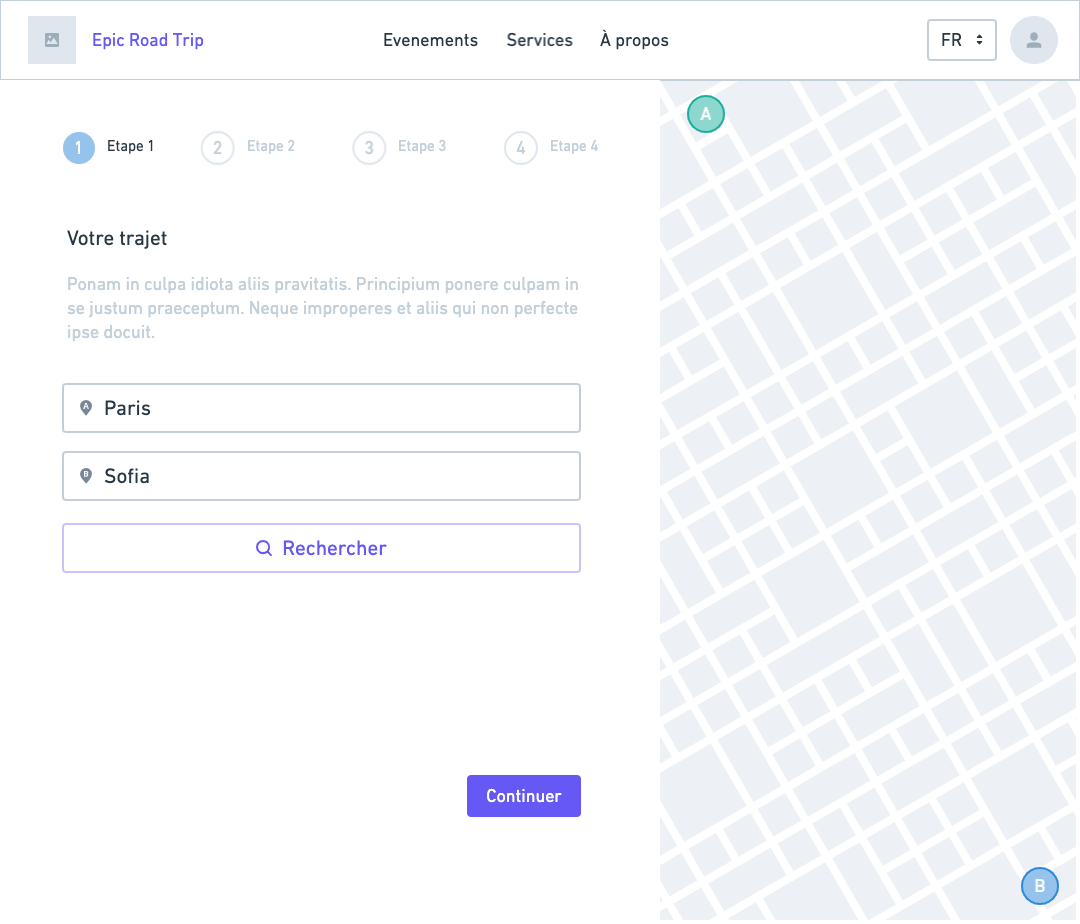 Epic Road Trip
Evenements Services À propos
FR
1 Etape 1 2 Etape 2 3 Etape 3 4 Etape 4
Votre trajet
Ponam in culpa idiota aliis pravitatis. Principium ponere culpam in
se justum praeceptum. Neque improperes et aliis qui non perfecte
ipse docuit.
A Paris
B Sofia
Rechercher
Continuer
A
B